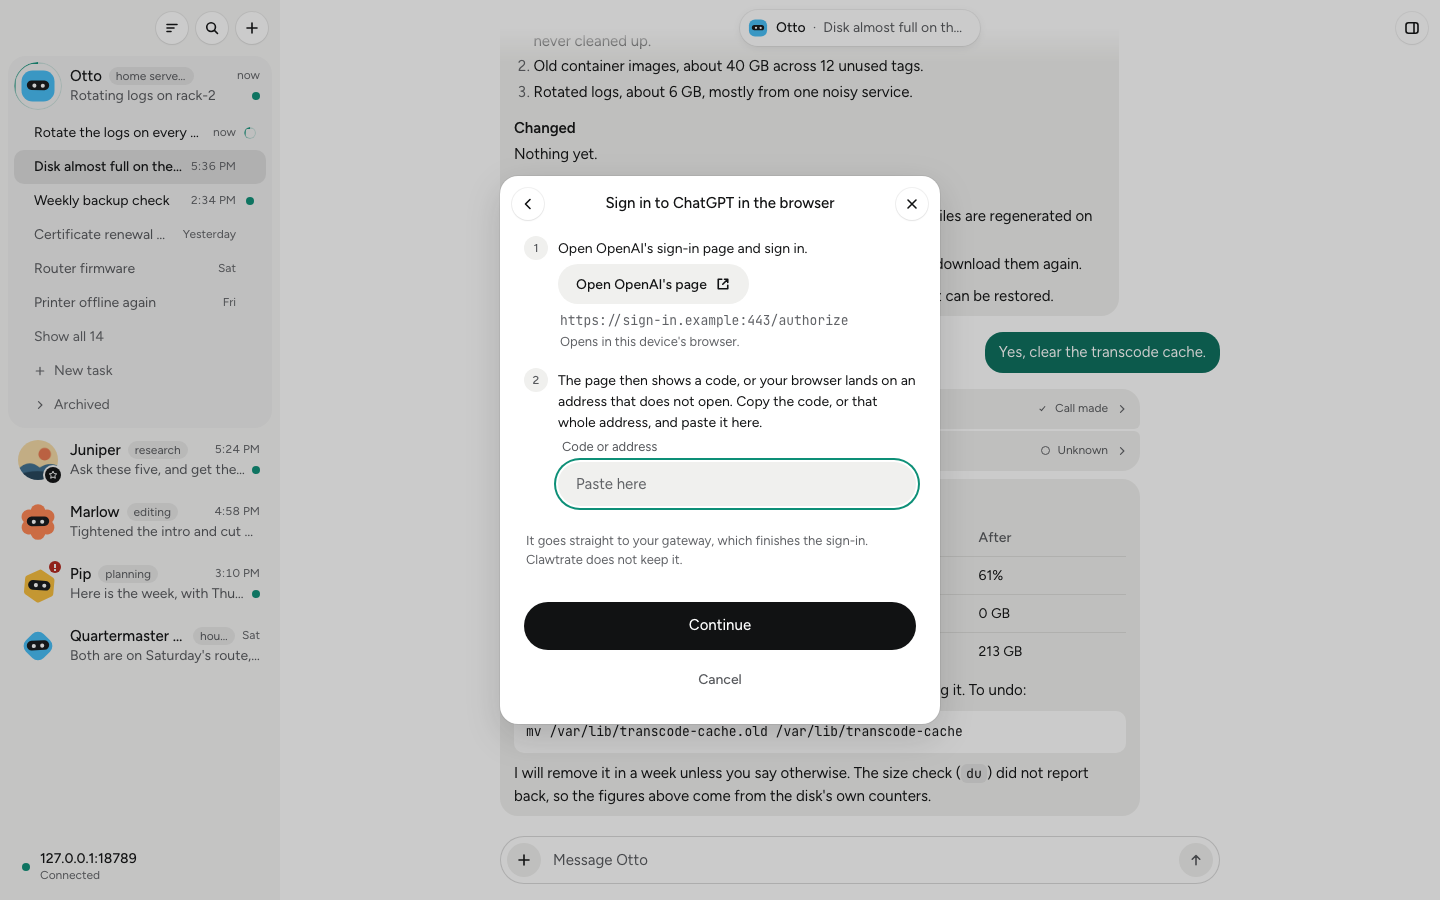 Otto · Disk almost full on th...
Otto home serve... now
Rotating logs on rack-2
Rotate the logs on every ... now
Disk almost full on the... 5:36 PM
Weekly backup check 2:34 PM
Certificate renewal ... Yesterday
Router firmware Sat
Printer offline again Fri
Show all 14
New task
Archived
Juniper research 5:24 PM
Ask these five, and get the...
Marlow editing 4:58 PM
Tightened the intro and cut ...
Pip planning 3:10 PM
Here is the week, with Thu...
Quartermaster ... hou... Sat
Both are on Saturday's route,...
127.0.0.1:18789
Connected
never cleaned up.
2. Old container images, about 40 GB across 12 unused tags.
3. Rotated logs, about 6 GB, mostly from one noisy service.
Changed
Nothing yet.
iles are regenerated on
download them again.
t can be restored.
Yes, clear the transcode cache.
Call made
Unknown
After
61%
0 GB
213 GB
g it. To undo:
mv /var/lib/transcode-cache.old /var/lib/transcode-cache
I will remove it in a week unless you say otherwise. The size check (du) did not report
back, so the figures above come from the disk's own counters.
Message Otto
Sign in to ChatGPT in the browser
1 Open OpenAI's sign-in page and sign in.
Open OpenAI's page
https://sign-in.example:443/authorize
Opens in this device's browser.
2 The page then shows a code, or your browser lands on an
address that does not open. Copy the code, or that
whole address, and paste it here.
Code or address
Paste here
It goes straight to your gateway, which finishes the sign-in.
Clawtrate does not keep it.
Continue
Cancel